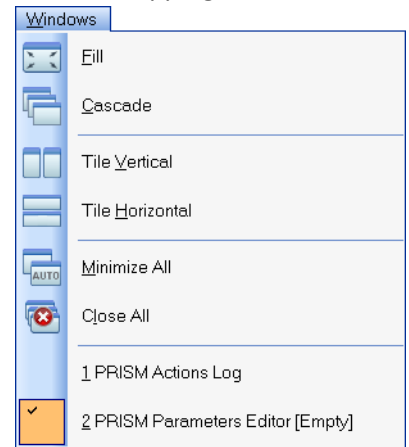 Windows
Fill
Cascade
Tile Vertical
Tile Horizontal
AUTO
Minimize All
Close All
1 PRISM Actions Log
2 PRISM Parameters Editor [Empty]